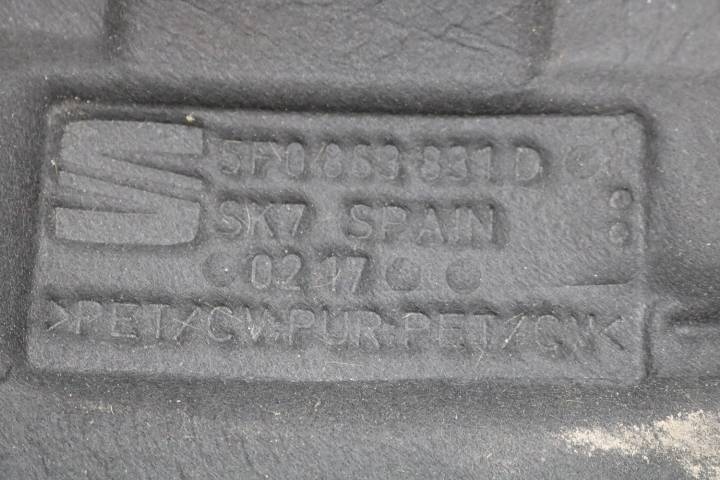 5F0 863 831 D
SK7 SPAIN
02 17
>PET/CV.PUR.PET/CV<